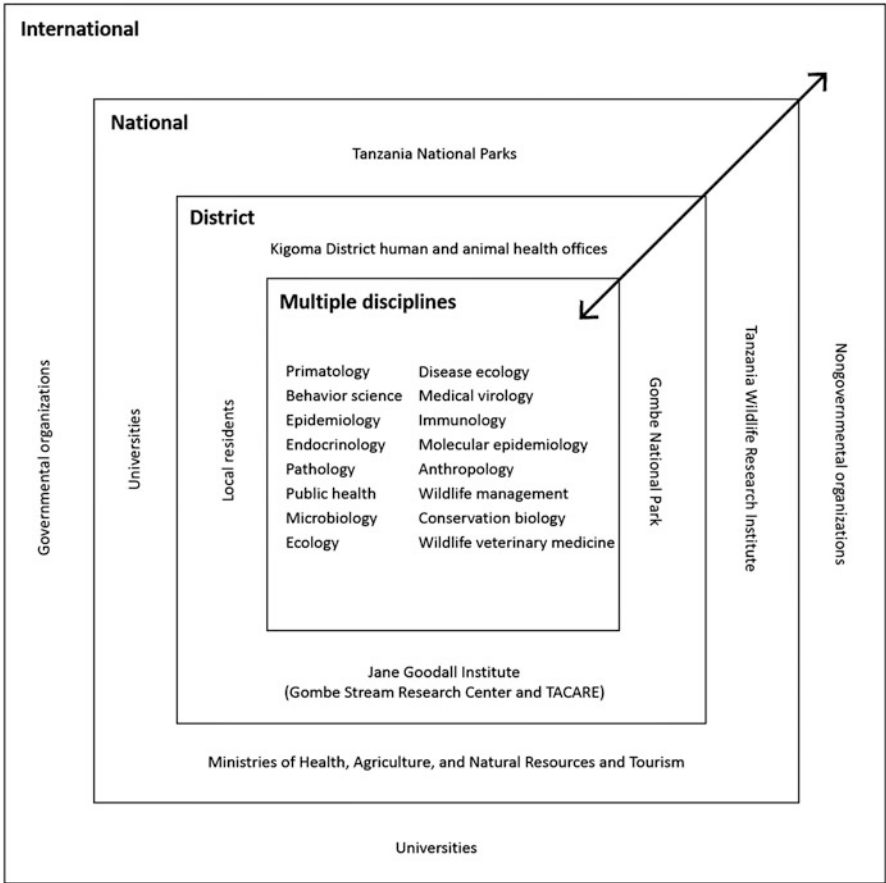 International
National
Tanzania National Parks
District
Kigoma District human and animal health offices
Multiple disciplines
Governmental organizations
Universities
Local residents
Primatology
Behavior science
Epidemiology
Endocrinology
Pathology
Public health
Microbiology
Ecology
Disease ecology
Medical virology
Immunology
Molecular epidemiology
Anthropology
Wildlife management
Conservation biology
Wildlife veterinary medicine
Gombe National Park
Tanzania Wildlife Research Institute
Nongovernmental organizations
Jane Goodall Institute
(Gombe Stream Research Center and TACARE)
Ministries of Health, Agriculture, and Natural Resources and Tourism
Universities